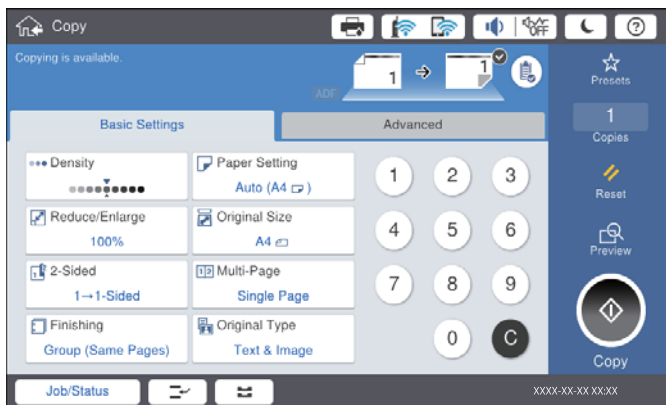 Copy
OFF
?
Copying is available.
ADF
1
1
Presets
Basic Settings
Advanced
1
Copies
Density
Paper Setting
Auto (A4)
1 2 3
Reset
Reduce/Enlarge
100%
Original Size
A4
4 5 6
Preview
2-Sided
1→1-Sided
1 2 Multi-Page
Single Page
7 8 9
Finishing
Group (Same Pages)
Original Type
Text & Image
0 C
Copy
Job/Status
XXXX-XX-XX XX:XX